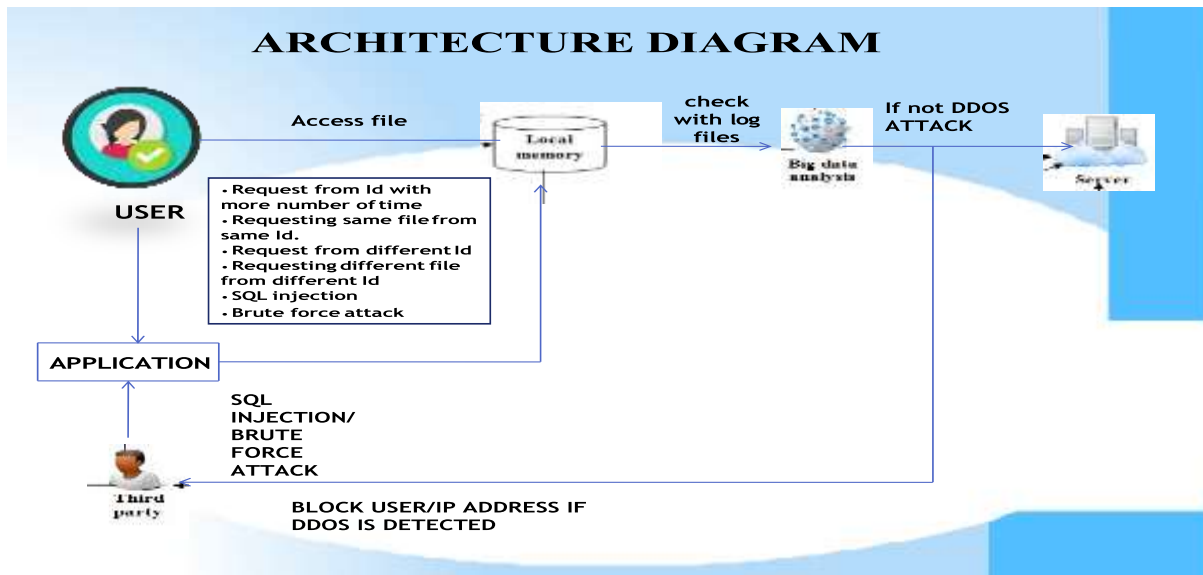 ARCHITECTURE DIAGRAM
Access file
check
with log
files
If not DDOS
ATTACK
Local
memory
Big data
analysis
Server
USER
• Request from Id with
more number of time
• Requesting same file from
same Id.
• Request from different Id
• Requesting different file
from different Id
• SQL injection
• Brute force attack
APPLICATION
SQL
INJECTION/
BRUTE
FORCE
ATTACK
Third
party
BLOCK USER/IP ADDRESS IF
DDOS IS DETECTED